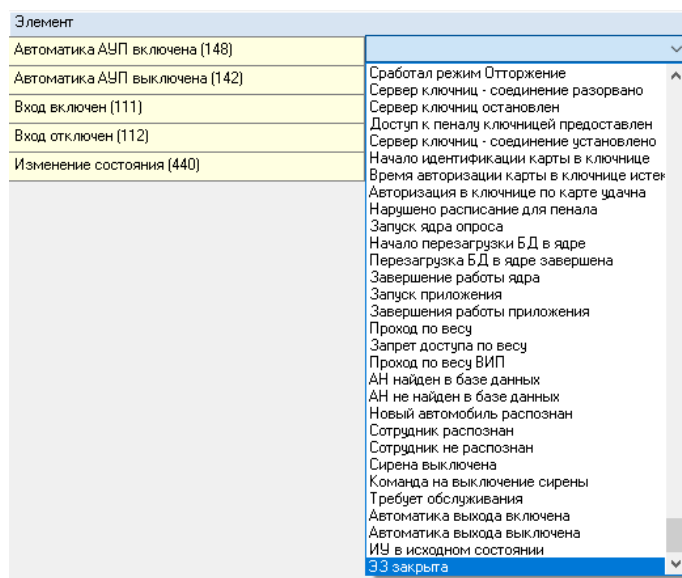 Элемент
Автоматика АУП включена (148)
Автоматика АУП выключена (142)
Вход включен (111)
Вход отключен (112)
Изменение состояния (440)
Сработал режим Отторжение
Сервер ключниц - соединение разорвано
Сервер ключниц остановлен
Доступ к пеналу ключницей предоставлен
Сервер ключниц - соединение установлено
Начало идентификации карты в ключнице
Время авторизации карты в ключнице истек
Авторизация в ключнице по карте удачна
Нарушено расписание для пенала
Запуск ядра опроса
Начало перезагрузки БД в ядре
Перезагрузка БД в ядре завершена
Завершение работы ядра
Запуск приложения
Завершения работы приложения
Проход по весу
Запрет доступа по весу
Проход по весу ВИП
АН найден в базе данных
АН не найден в базе данных
Новый автомобиль распознан
Сотрудник распознан
Сотрудник не распознан
Сирена выключена
Команда на выключение сирены
Требует обслуживания
Автоматика выхода включена
Автоматика выхода выключена
ИУ в исходном состоянии
ЭЗ закрыта